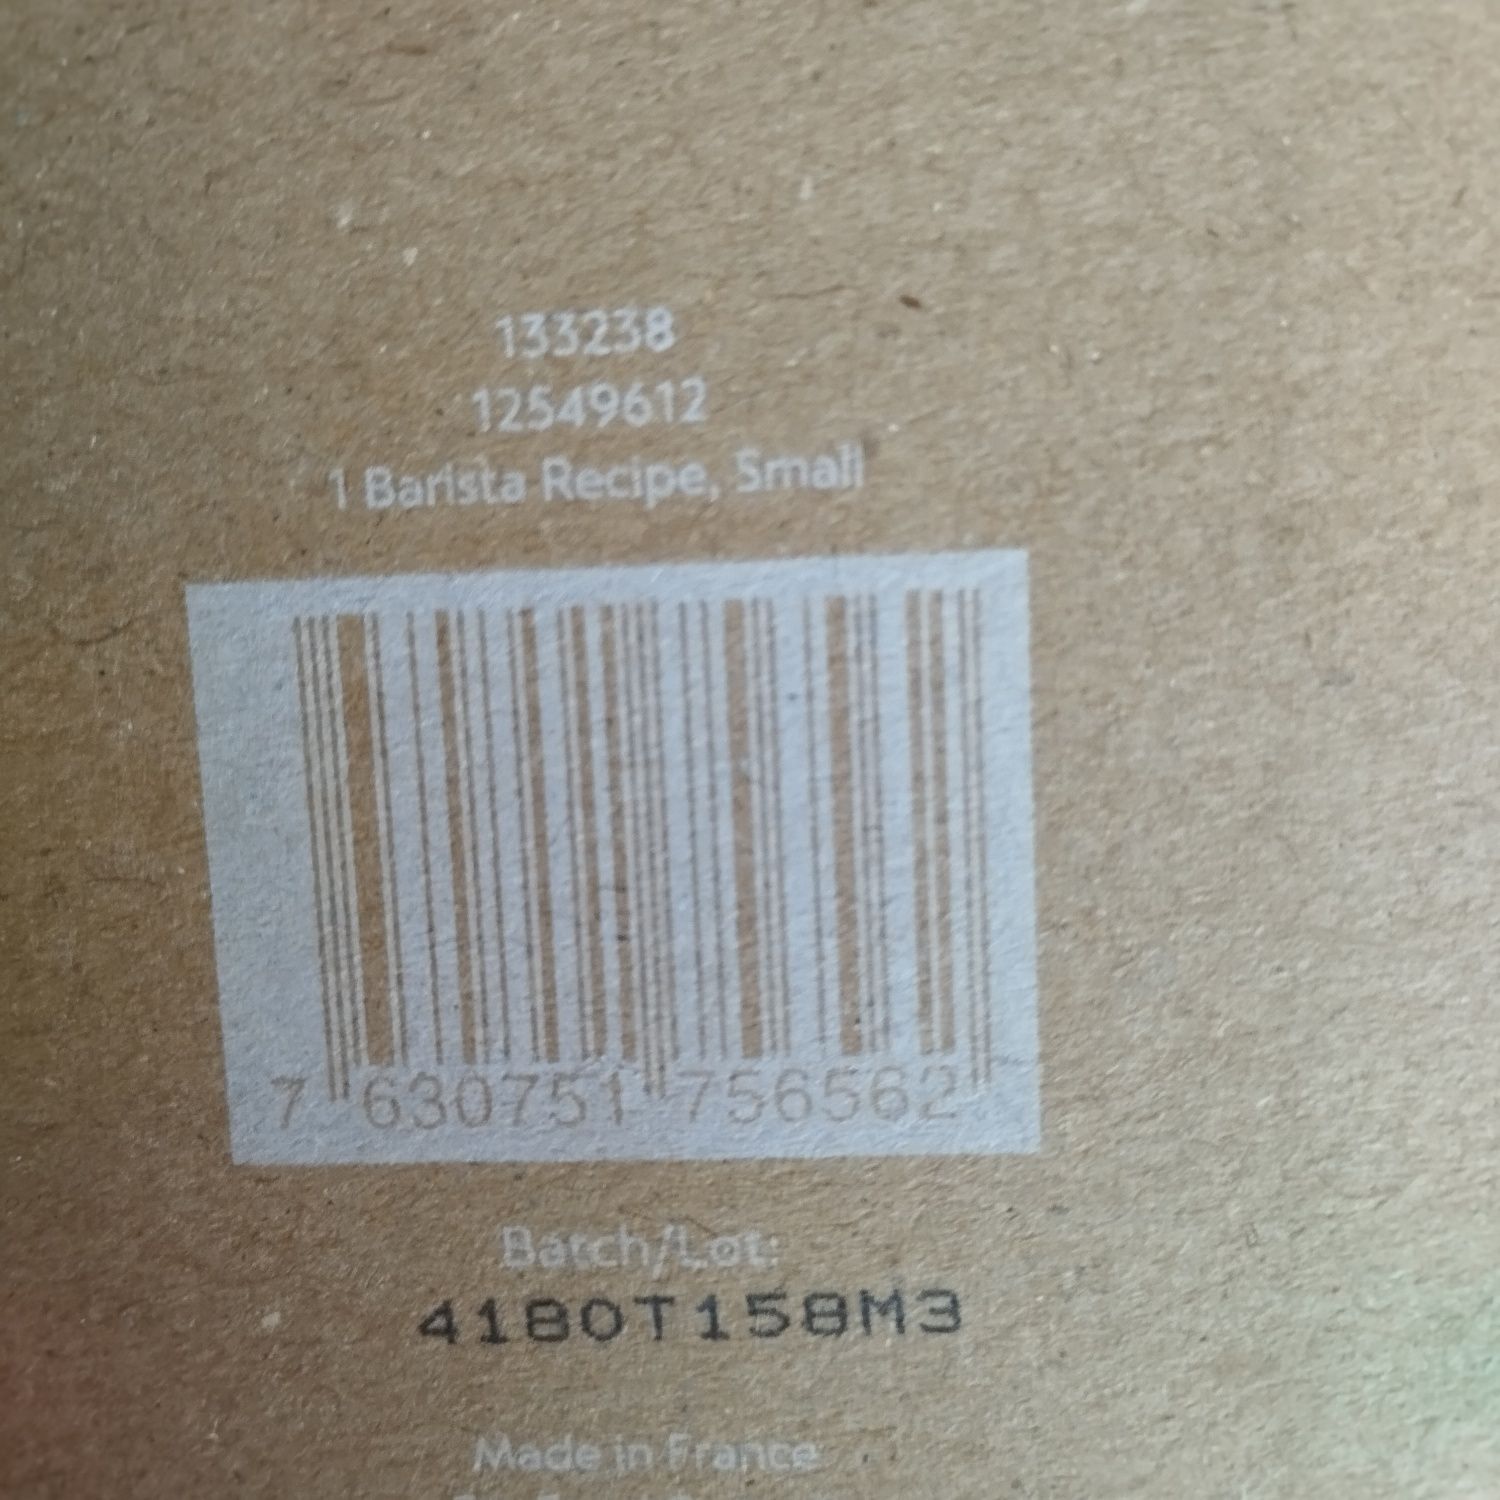 133238
12549612
1 Barista Recipe, Small
7 630751 756562
Batch/Lot:
4180T158M3
Made in France